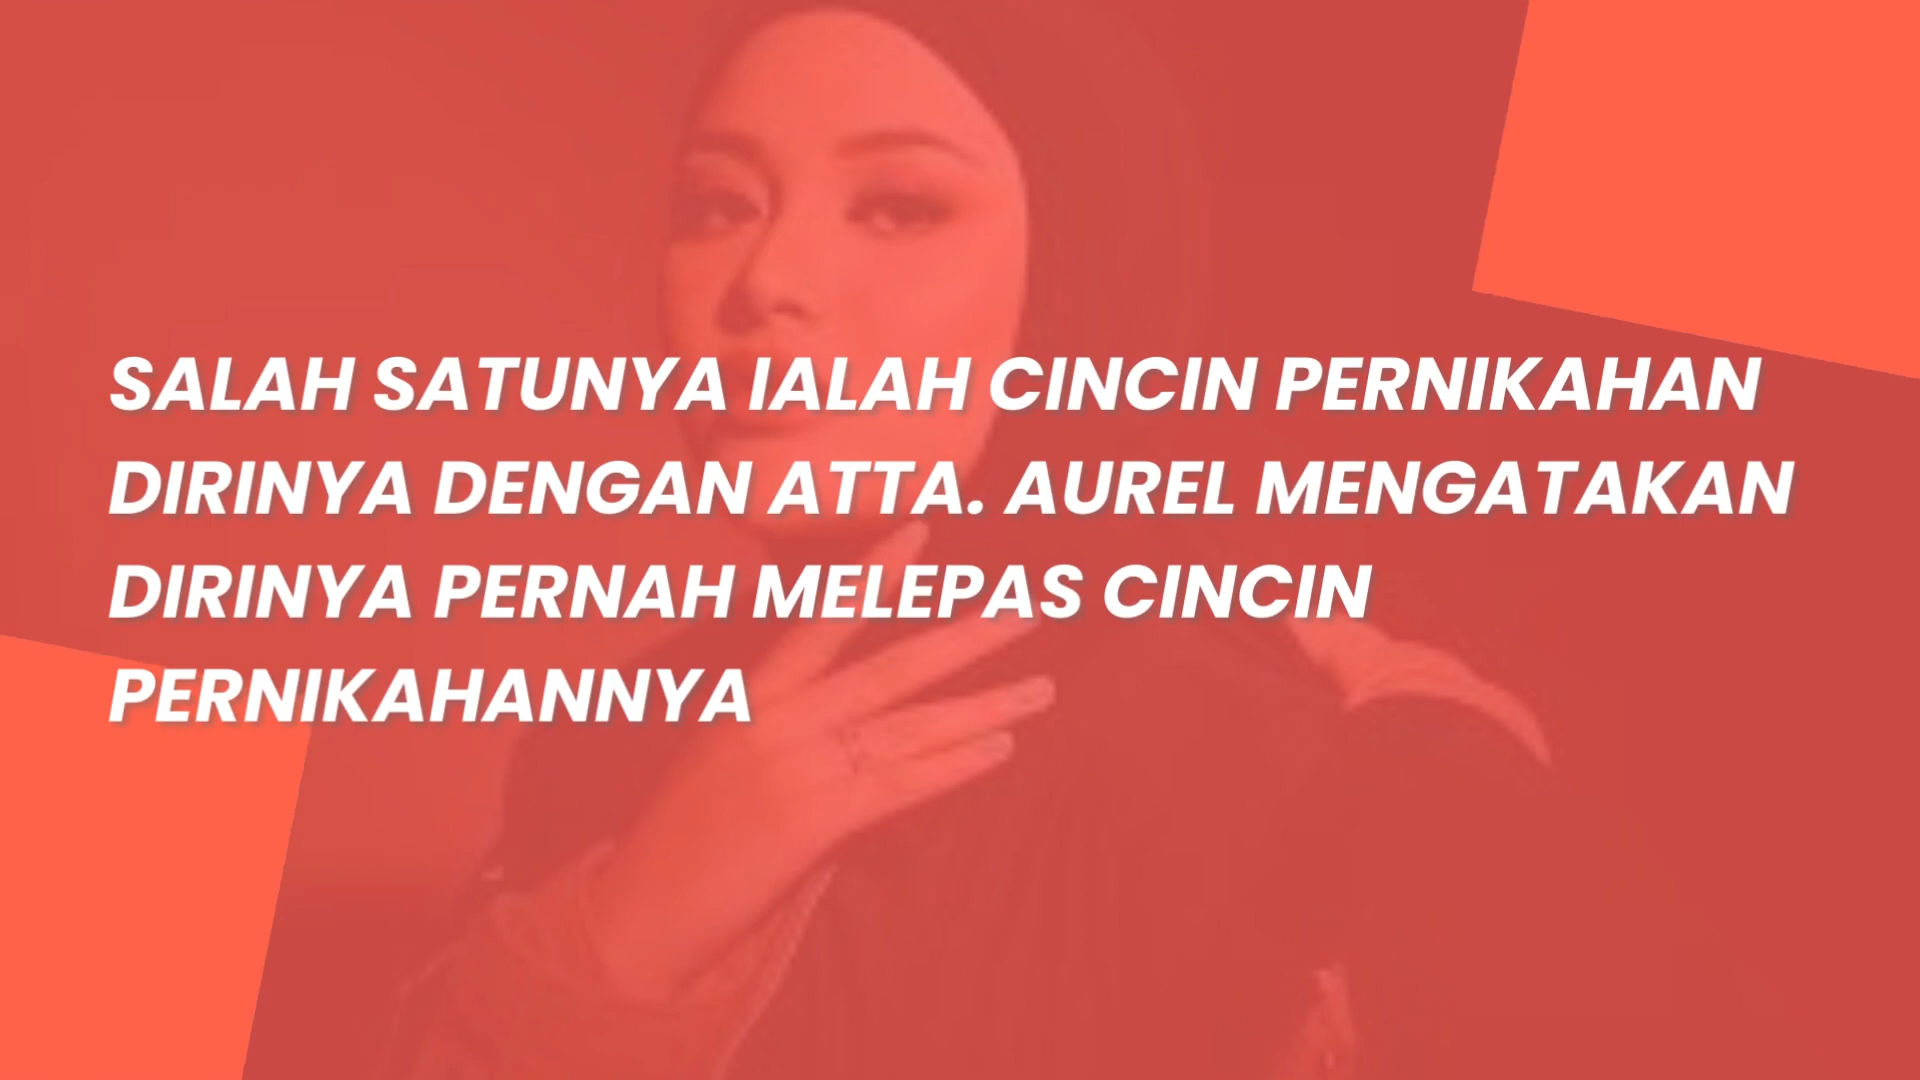 SALAH SATUNYA IALAH CINCIN PERNIKAHAN
DIRINYA DENGAN ATTA. AUREL MENGATAKAN
DIRINYA PERNAH MELEPAS CINCIN
PERNIKAHANNYA